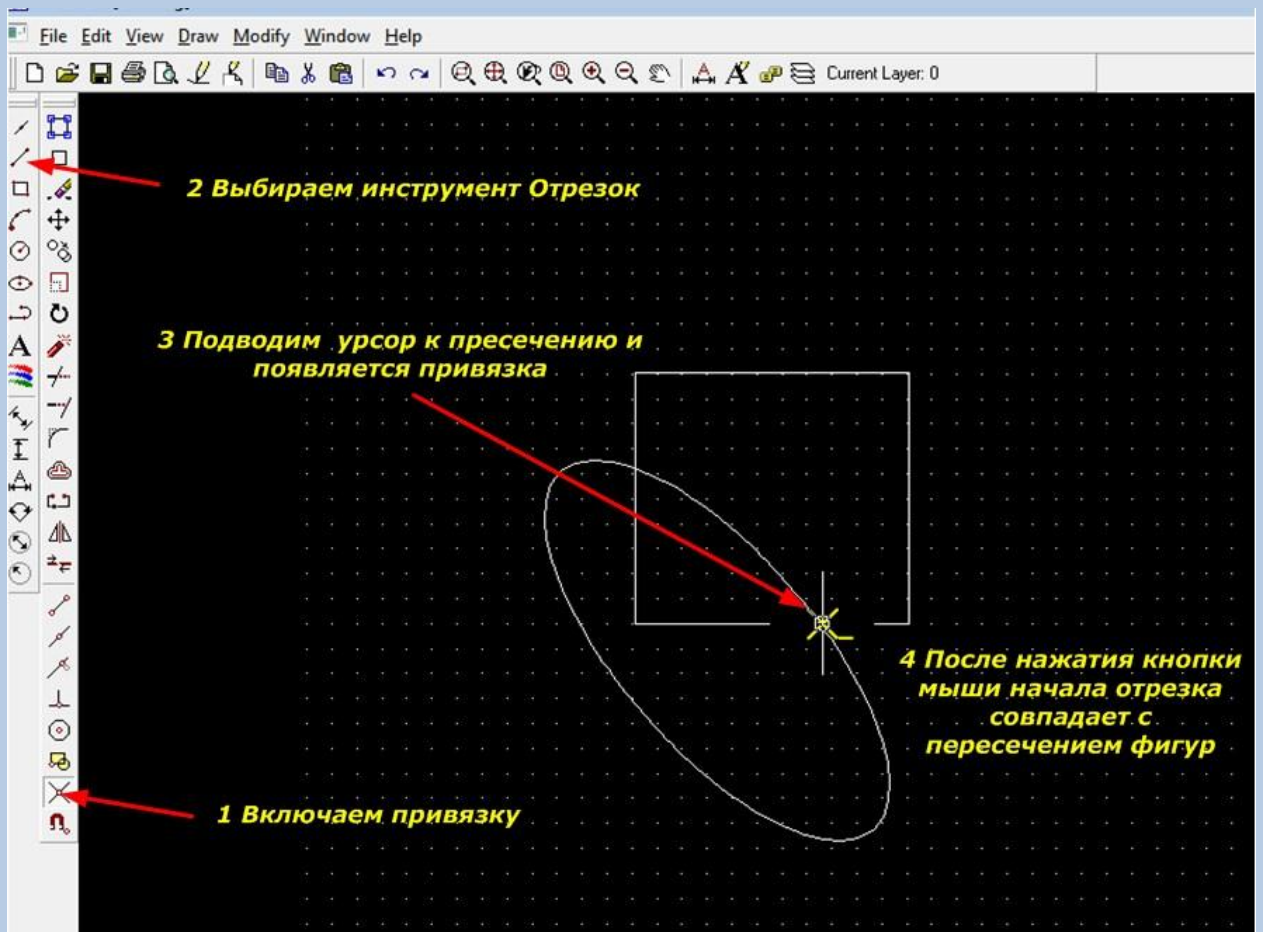 File Edit View Draw Modify Window Help
Current Layer: 0
2 Выбираем инструмент Отрезок
3 Подводим урсор к пресечению и
появляется привязка
4 После нажатия кнопки
мыши начала отрезка
совпадает с
пересечением фигур
1 Включаем привязку